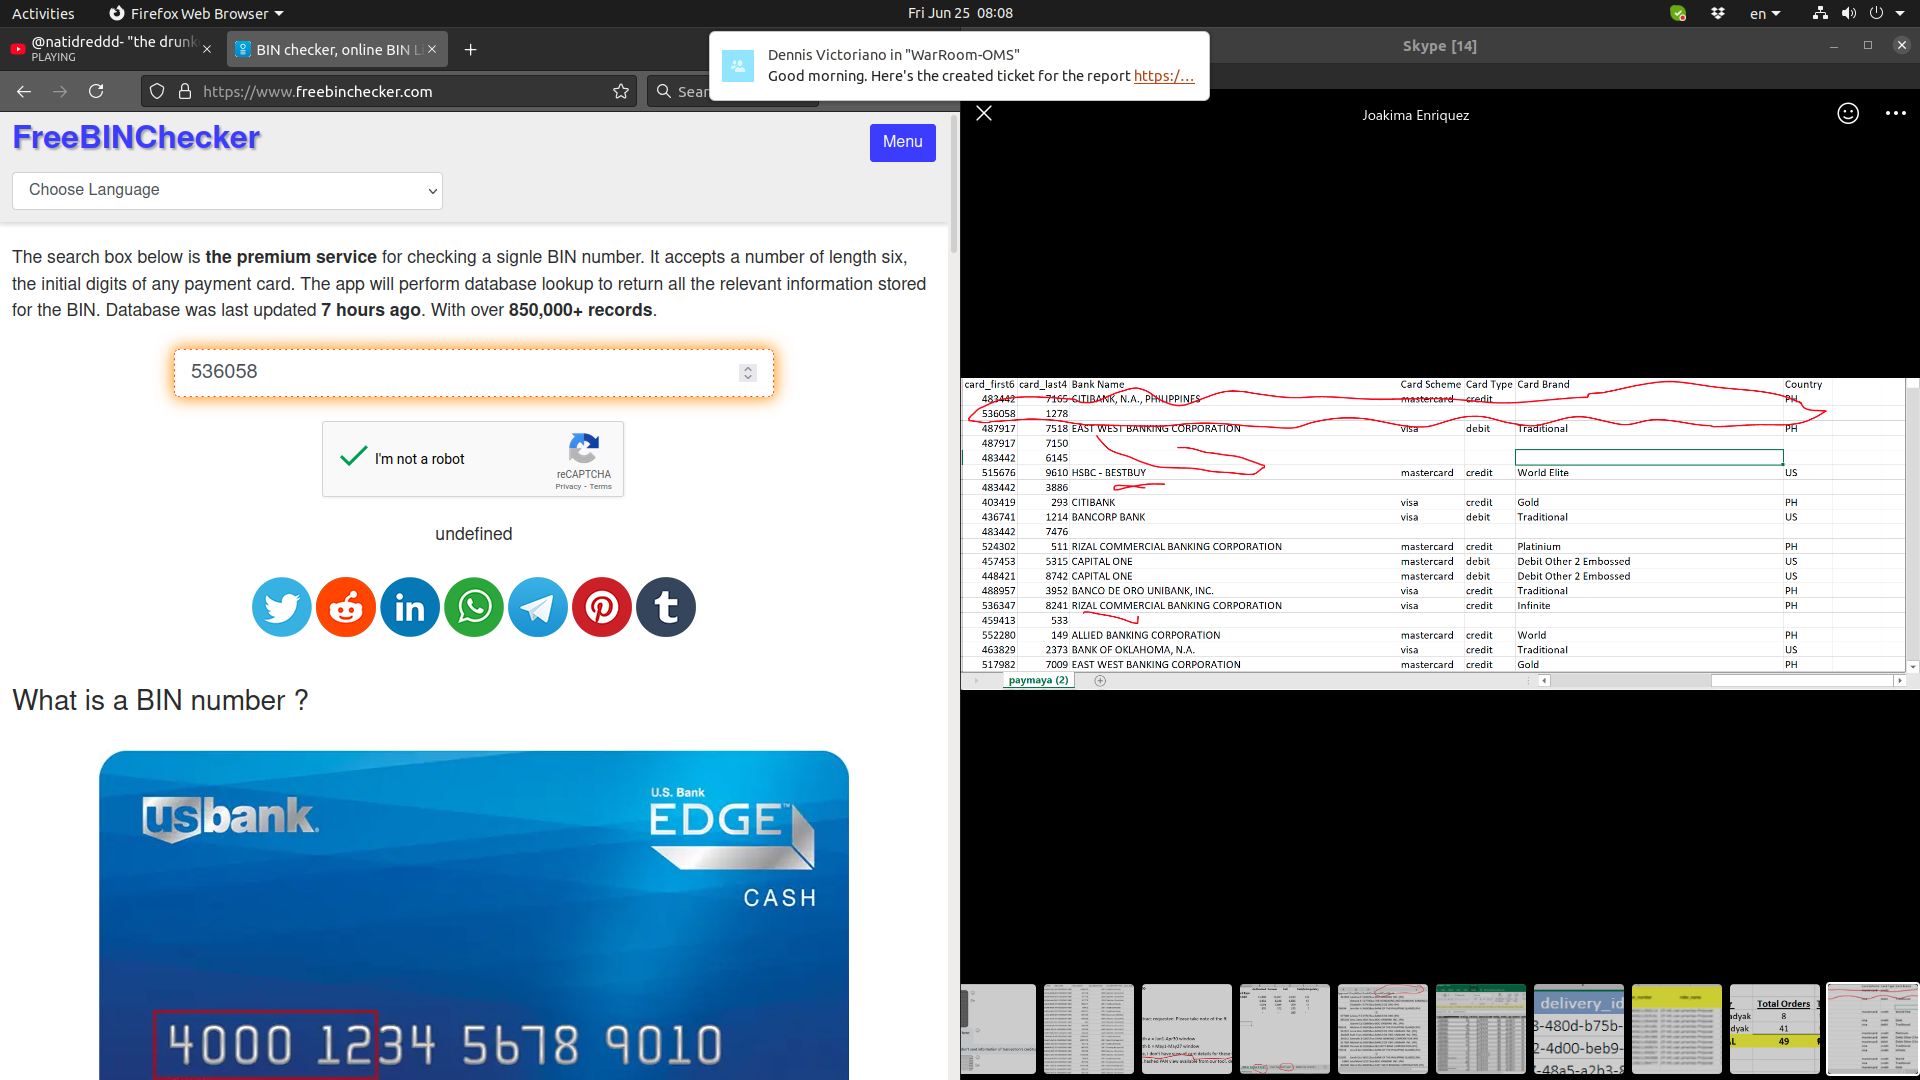 Activities
Firefox Web Browser
Fri Jun 25 08:08
en
@natidreddd- "the drunk
PLAYING
BIN checker, online BIN Li
Skype [14]
Dennis Victoriano in "WarRoom-OMS"
Good morning. Here's the created ticket for the report https:/…
https://www.freebinchecker.com
Sear
FreeBINChecker
Menu
Choose Language
The search box below is the premium service for checking a signle BIN number. It accepts a number of length six,
the initial digits of any payment card. The app will perform database lookup to return all the relevant information stored
for the BIN. Database was last updated 7 hours ago. With over 850,000+ records.
536058
I'm not a robot
reCAPTCHA
Privacy - Terms
undefined
What is a BIN number ?
usbank.
U.S. Bank
EDGE™
CASH
4000 1234 5678 9010
Joakima Enriquez
card_first6 card_last4 Bank Name Card Scheme Card Type Card Brand Country
483442 7165 CITIBANK, N.A., PHILIPPINES mastercard credit PH
536058 1278
487917 7518 EAST WEST BANKING CORPORATION visa debit Traditional PH
487917 7150
483442 6145
515676 9610 HSBC - BESTBUY mastercard credit World Elite US
483442 3886
403419 293 CITIBANK visa credit Gold PH
436741 1214 BANCORP BANK visa debit Traditional US
483442 7476
524302 511 RIZAL COMMERCIAL BANKING CORPORATION mastercard credit Platinium PH
457453 5315 CAPITAL ONE mastercard debit Debit Other 2 Embossed US
448421 8742 CAPITAL ONE mastercard debit Debit Other 2 Embossed US
488957 3952 BANCO DE ORO UNIBANK, INC. visa credit Traditional PH
536347 8241 RIZAL COMMERCIAL BANKING CORPORATION visa credit Infinite PH
459413 533
552280 149 ALLIED BANKING CORPORATION mastercard credit World PH
463829 2373 BANK OF OKLAHOMA, N.A. visa credit Traditional US
517982 7009 EAST WEST BANKING CORPORATION mastercard credit Gold PH
paymaya (2)
delivery_id
3-480d-b75b-
2-4d00-beb9-
-48a5-a2b3-8
Total Orders
adyak 8
adyak 41
49